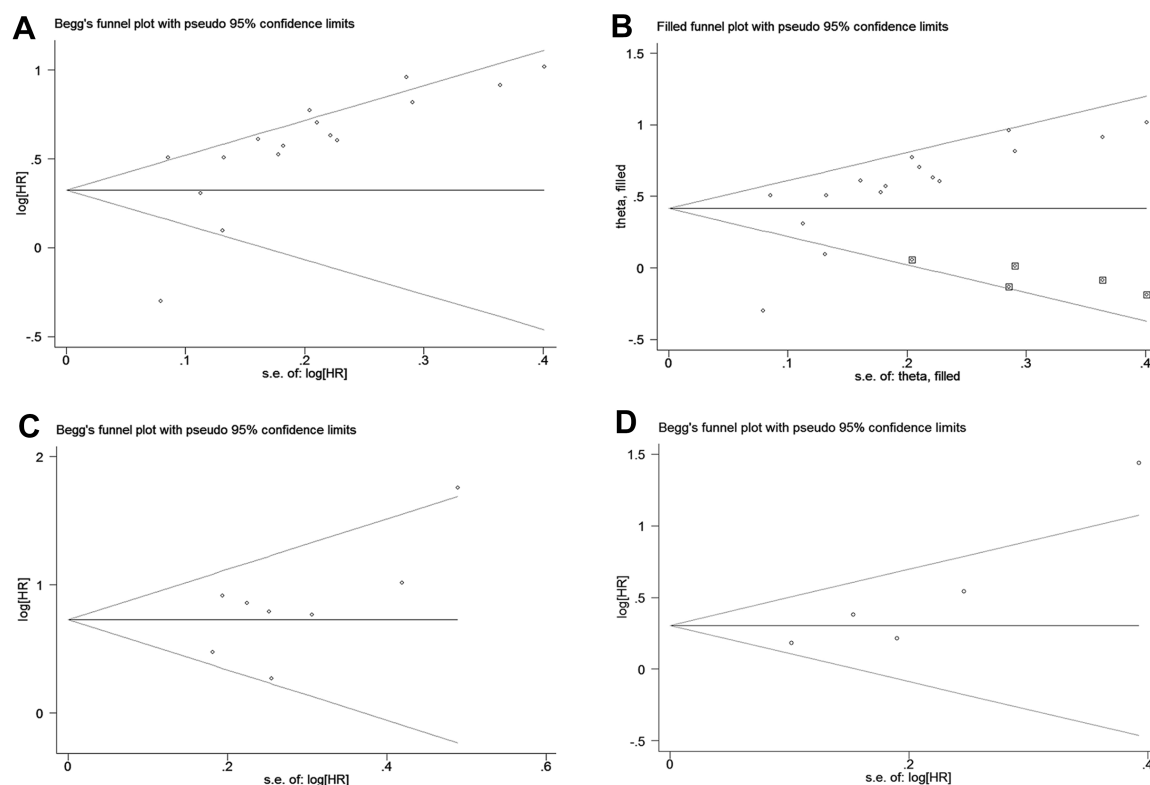 A
Begg's funnel plot with pseudo 95% confidence limits
1
.5
0
-.5
log[HR]
0
.1
.2
.3
.4
s.e. of: log[HR]
B
Filled funnel plot with pseudo 95% confidence limits
1.5
1
.5
0
-.5
theta, filled
0
.1
.2
.3
.4
s.e. of: theta, filled
C
Begg's funnel plot with pseudo 95% confidence limits
2
1
0
log[HR]
0
.2
.4
.6
s.e. of: log[HR]
D
Begg's funnel plot with pseudo 95% confidence limits
1.5
1
.5
0
-.5
log[HR]
0
.2
.4
s.e. of: log[HR]